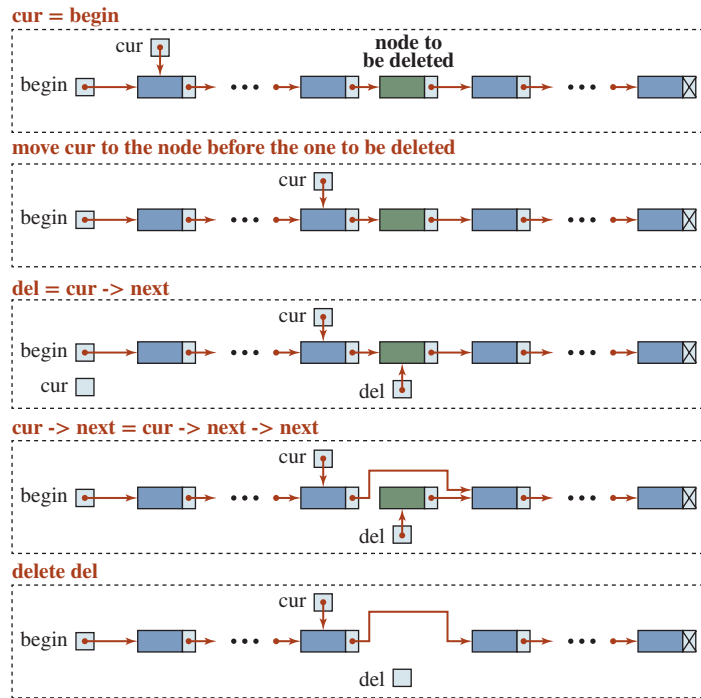 cur = begin
cur
node to
be deleted
begin
move cur to the node before the one to be deleted
cur
begin
del = cur -> next
cur
begin
cur
del
cur -> next = cur -> next -> next
cur
begin
del
delete del
cur
begin
del